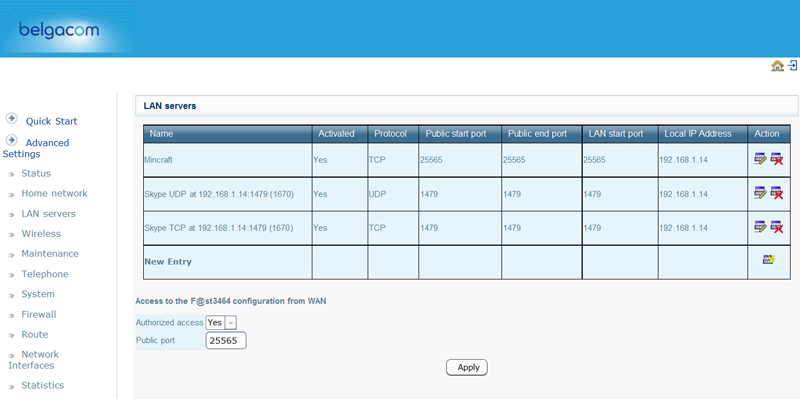 belgacom
Quick Start
Advanced
Settings
Status
Home network
LAN servers
Wireless
Maintenance
Telephone
System
Firewall
Route
Network
Interfaces
Statistics
LAN servers
Name Activated Protocol Public start port Public end port LAN start port Local IP Address Action
Mincraft Yes TCP 25565 25565 25565 192.168.1.14
Skype UDP at 192.168.1.14:1479 (1670) Yes UDP 1479 1479 1479 192.168.1.14
Skype TCP at 192.168.1.14:1479 (1670) Yes TCP 1479 1479 1479 192.168.1.14
New Entry
Access to the F@st3464 configuration from WAN
Authorized access Yes
Public port 25565
Apply